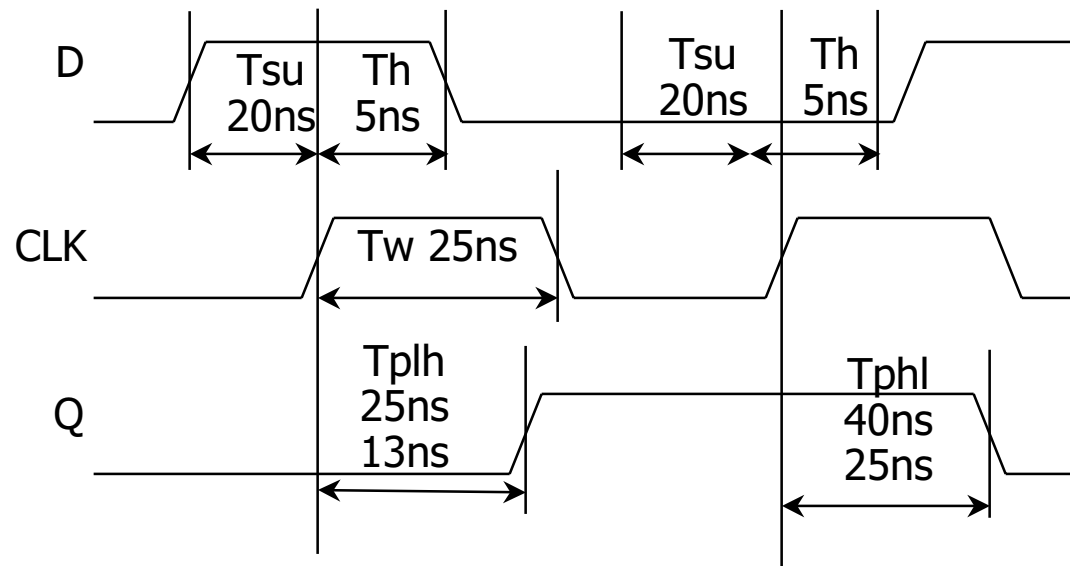 D
Tsu
20ns
Th
5ns
Tsu
20ns
Th
5ns
CLK
Tw 25ns
Q
Tplh
25ns
13ns
Tphl
40ns
25ns